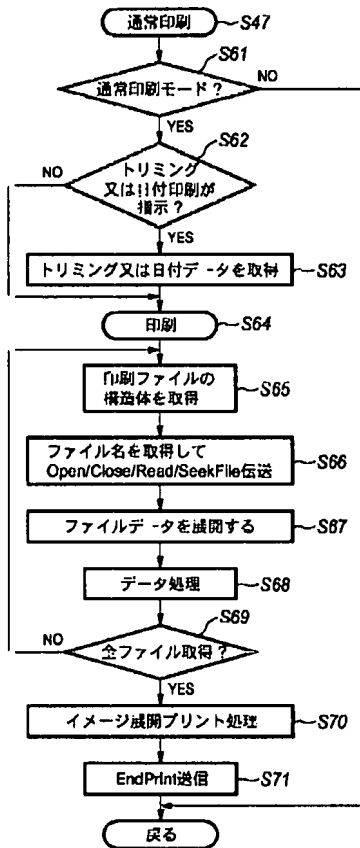 通常印刷
S47
S61
通常印刷モード?
NO
YES
S62
NO
トリミング
又は日付印刷が
指示?
YES
トリミング又は日付データを取得
S63
印刷
S64
印刷ファイルの
構造体を取得
S65
ファイル名を取得して
Open/Close/Read/SeekFile伝送
S66
ファイルデータを展開する
S67
データ処理
S68
S69
NO
全ファイル取得?
YES
イメージ展開プリント処理
S70
EndPrint送信
S71
戻る